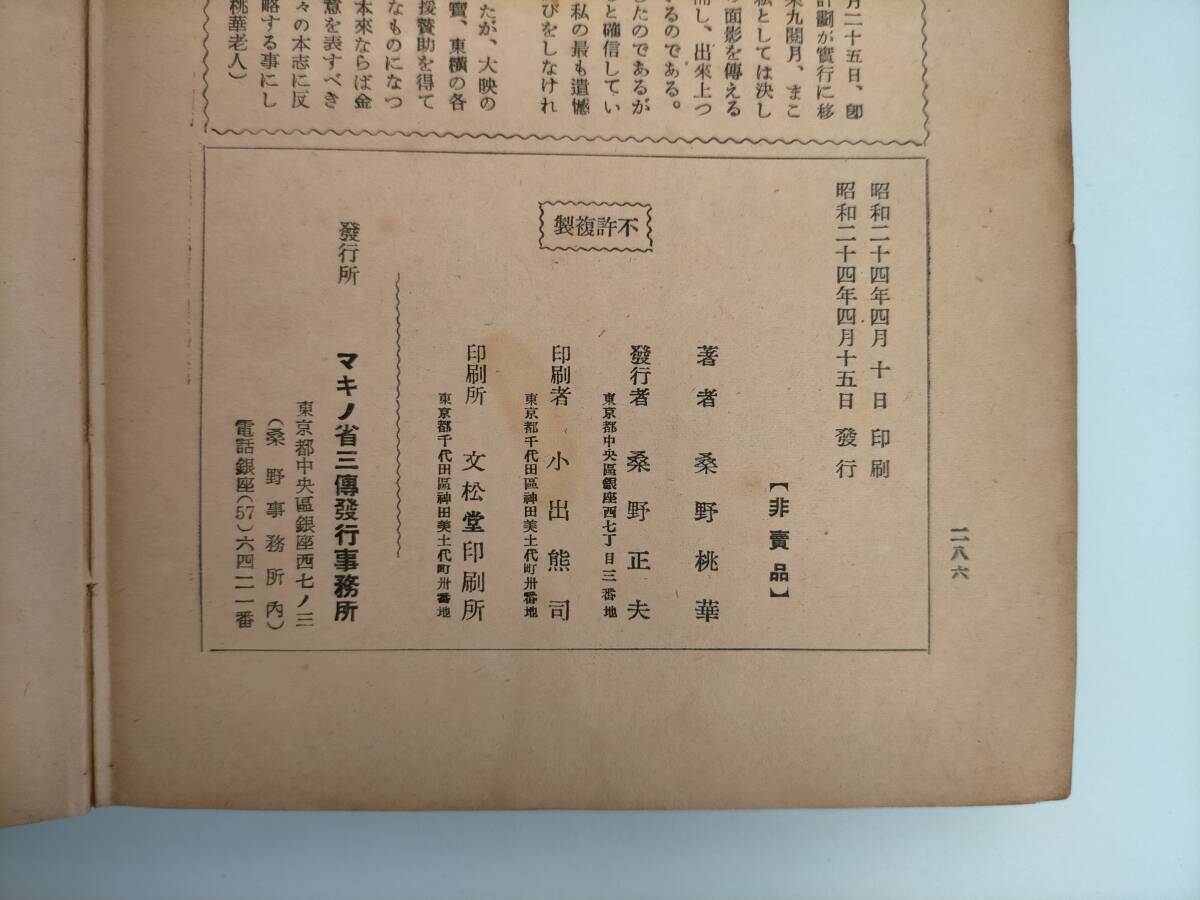 月二十五日、卽
計劃が實行に移
來九閱月、まこ
私としては決し
の面影を傳える
し、出來上つ
るのである。
たのであるが
と確信してい
私の最も遺憾
びをしなけれ
たが、大映の
寶、東横の各
援贊助を得て
なものになつ
本來ならば金
意を表すべき
々の本志に反
略する事にし
桃華老人）
昭和二十四年四月十日 印刷
昭和二十四年四月十五日 發行
【非賣品】
不許複製
著者 桑野桃華
發行者 桑野正夫
東京都中央區銀座西七丁目三番地
印刷者 小出熊司
東京都千代田區神田美土代町卅番地
印刷所 文松堂印刷所
東京都千代田區神田美土代町卅番地
發行所 マキノ省三傳發行事務所
東京都中央區銀座西七ノ三
（桑野事務所內）
電話銀座(57)六四二一番
二八六